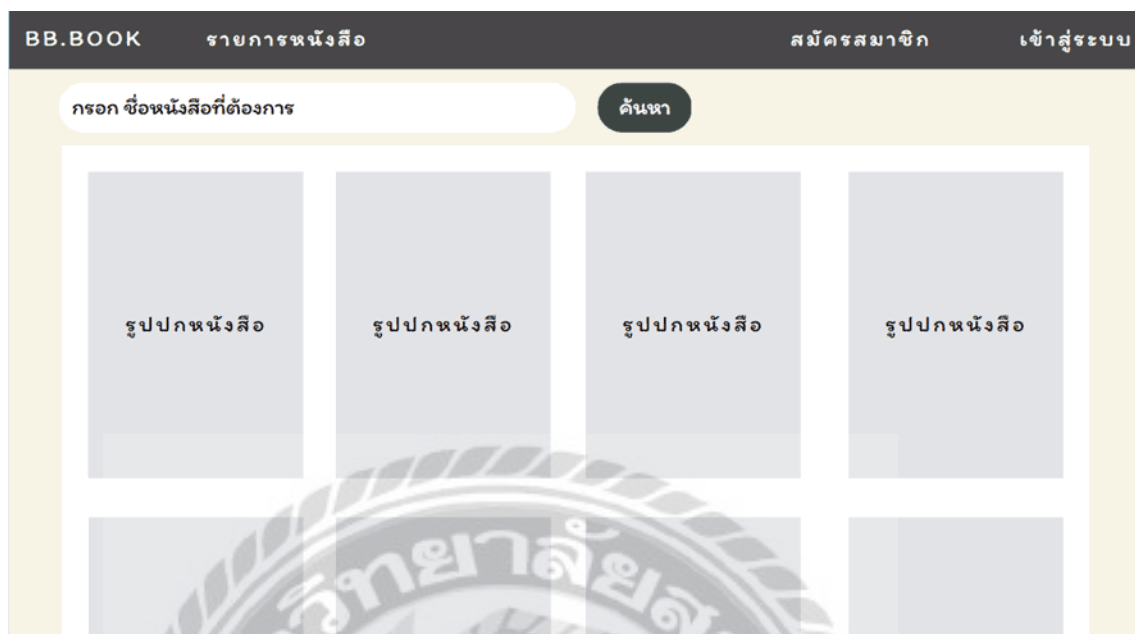 BB.BOOK รายการหนังสือ สมัครสมาชิก เข้าสู่ระบบ
กรอก ชื่อหนังสือที่ต้องการ ค้นหา
รูปปกหนังสือ รูปปกหนังสือ รูปปกหนังสือ รูปปกหนังสือ